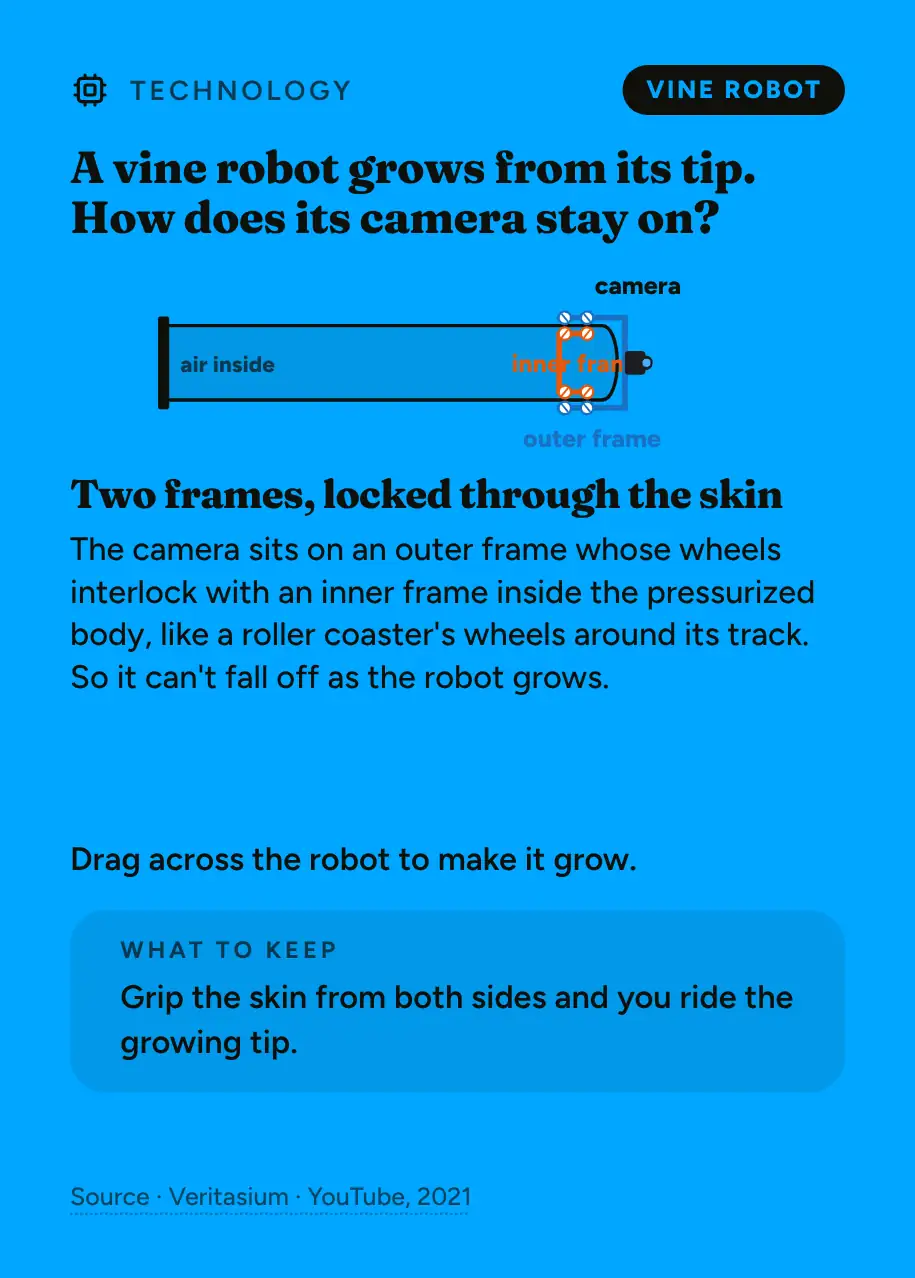 TECHNOLOGY
VINE ROBOT
A vine robot grows from its tip.
How does its camera stay on?
camera
air inside
inner fram
outer frame
Two frames, locked through the skin
The camera sits on an outer frame whose wheels
interlock with an inner frame inside the pressurized
body, like a roller coaster's wheels around its track.
So it can't fall off as the robot grows.
Drag across the robot to make it grow.
WHAT TO KEEP
Grip the skin from both sides and you ride the
growing tip.
Source · Veritasium · YouTube, 2021